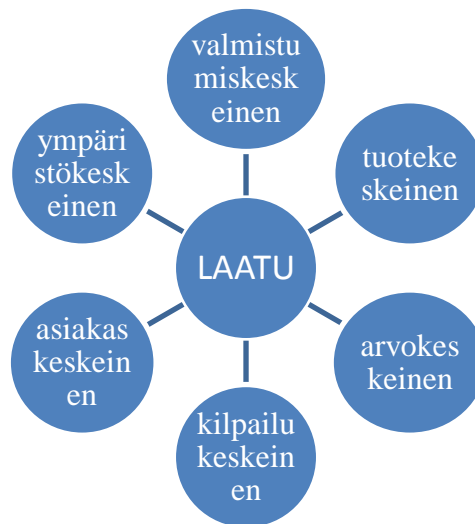 valmistu
miskesk
einen
ympäri
stökesk
einen
tuoteke
skeinen
LAATU
asiakas
keskein
en
arvokes
keinen
kilpailu
keskein
en